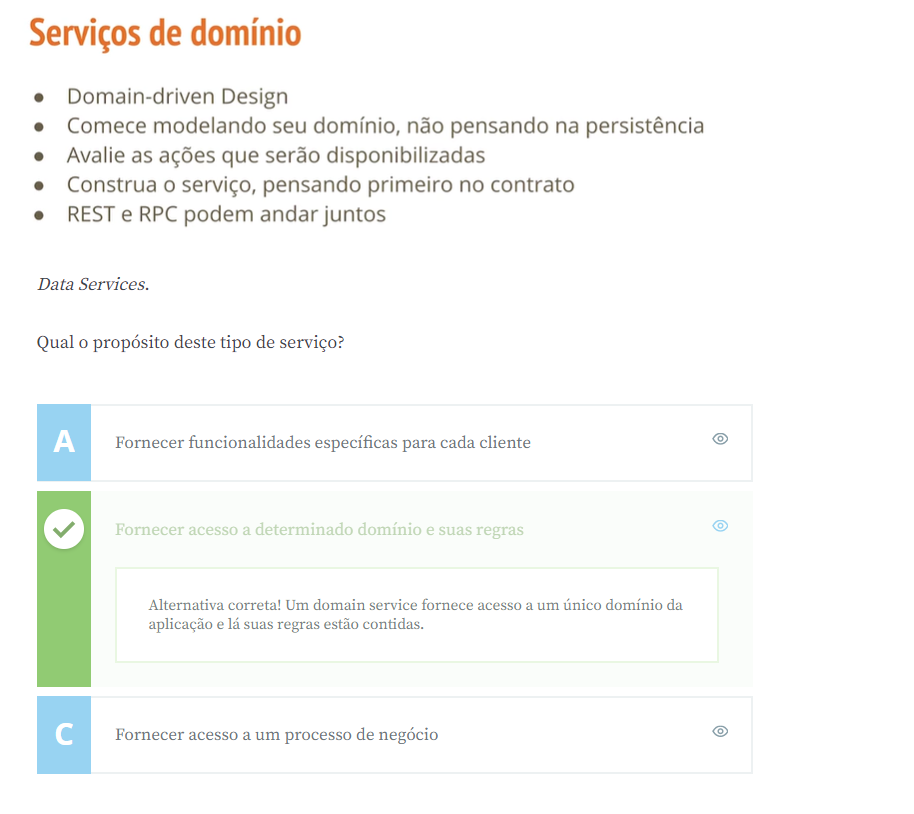 Serviços de domínio
● Domain-driven Design
● Comece modelando seu domínio, não pensando na persistência
● Avalie as ações que serão disponibilizadas
● Construa o serviço, pensando primeiro no contrato
● REST e RPC podem andar juntos
Data Services.
Qual o propósito deste tipo de serviço?
A Fornecer funcionalidades específicas para cada cliente
Fornecer acesso a determinado domínio e suas regras
Alternativa correta! Um domain service fornece acesso a um único domínio da
aplicação e lá suas regras estão contidas.
C Fornecer acesso a um processo de negócio